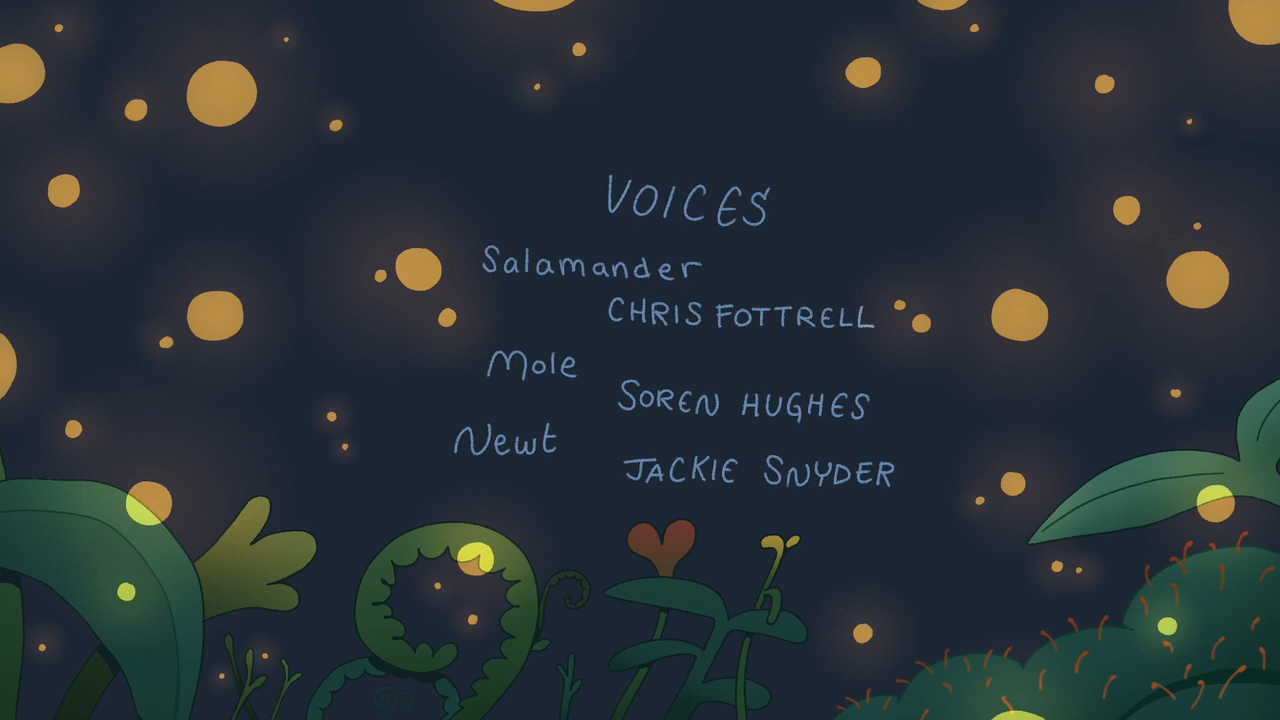 VOICES
Salamander
CHRIS FOTTRELL
Mole
SOREN HUGHES
Newt
JACKIE SNYDER